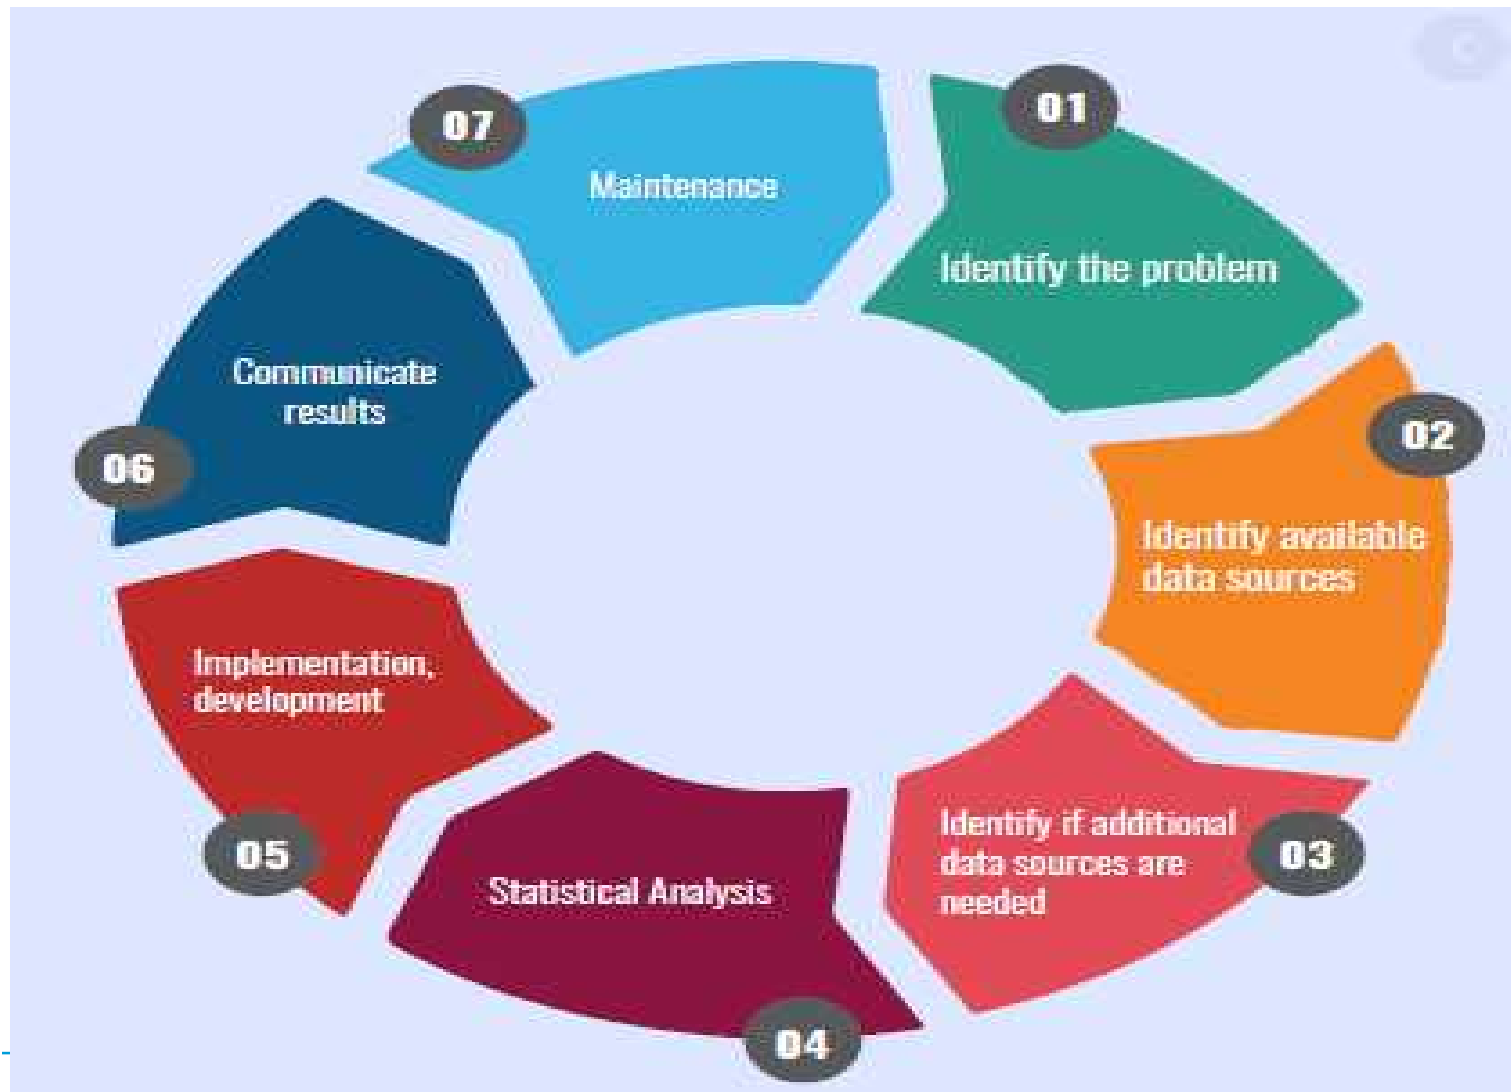 01
Identify the problem
02
Identify available
data sources
03
Identify if additional
data sources are
needed
04
Statistical Analysis
05
Implementation,
development
06
Communicate
results
07
Maintenance